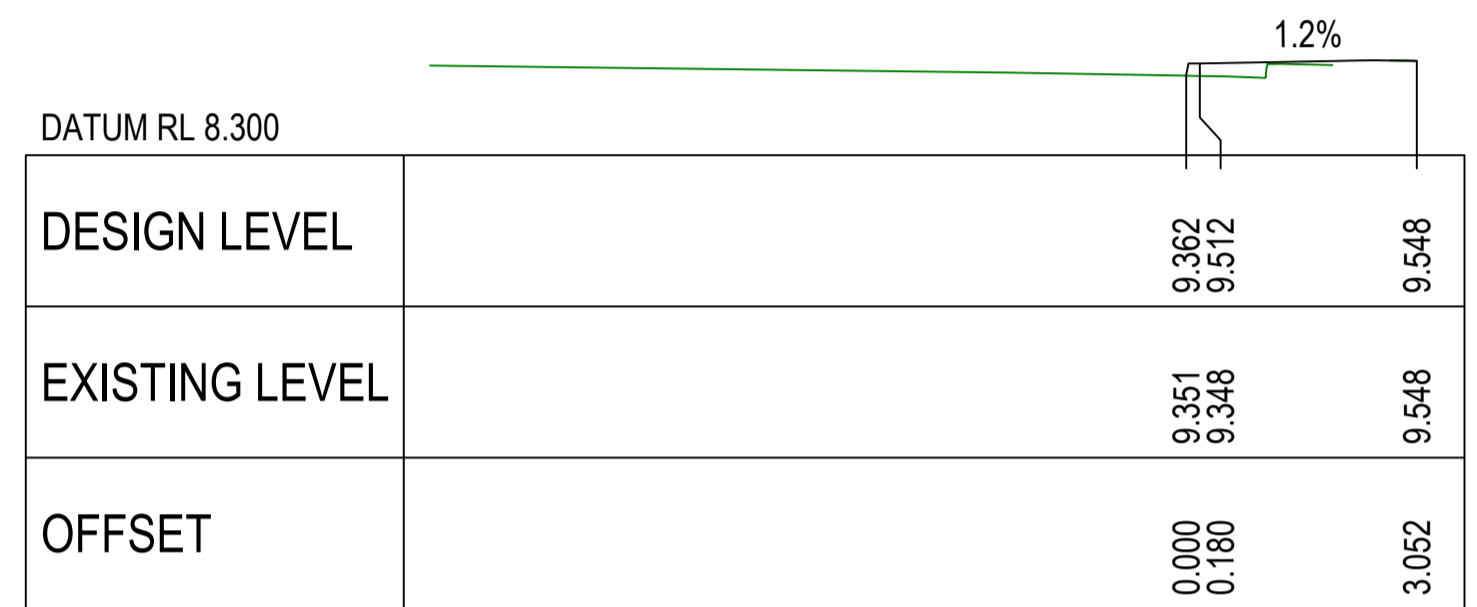 1.2%
DATUM RL 8.300
DESIGN LEVEL 9.362 9.512 9.548
EXISTING LEVEL 9.351 9.348 9.548
OFFSET 0.000 0.180 3.052